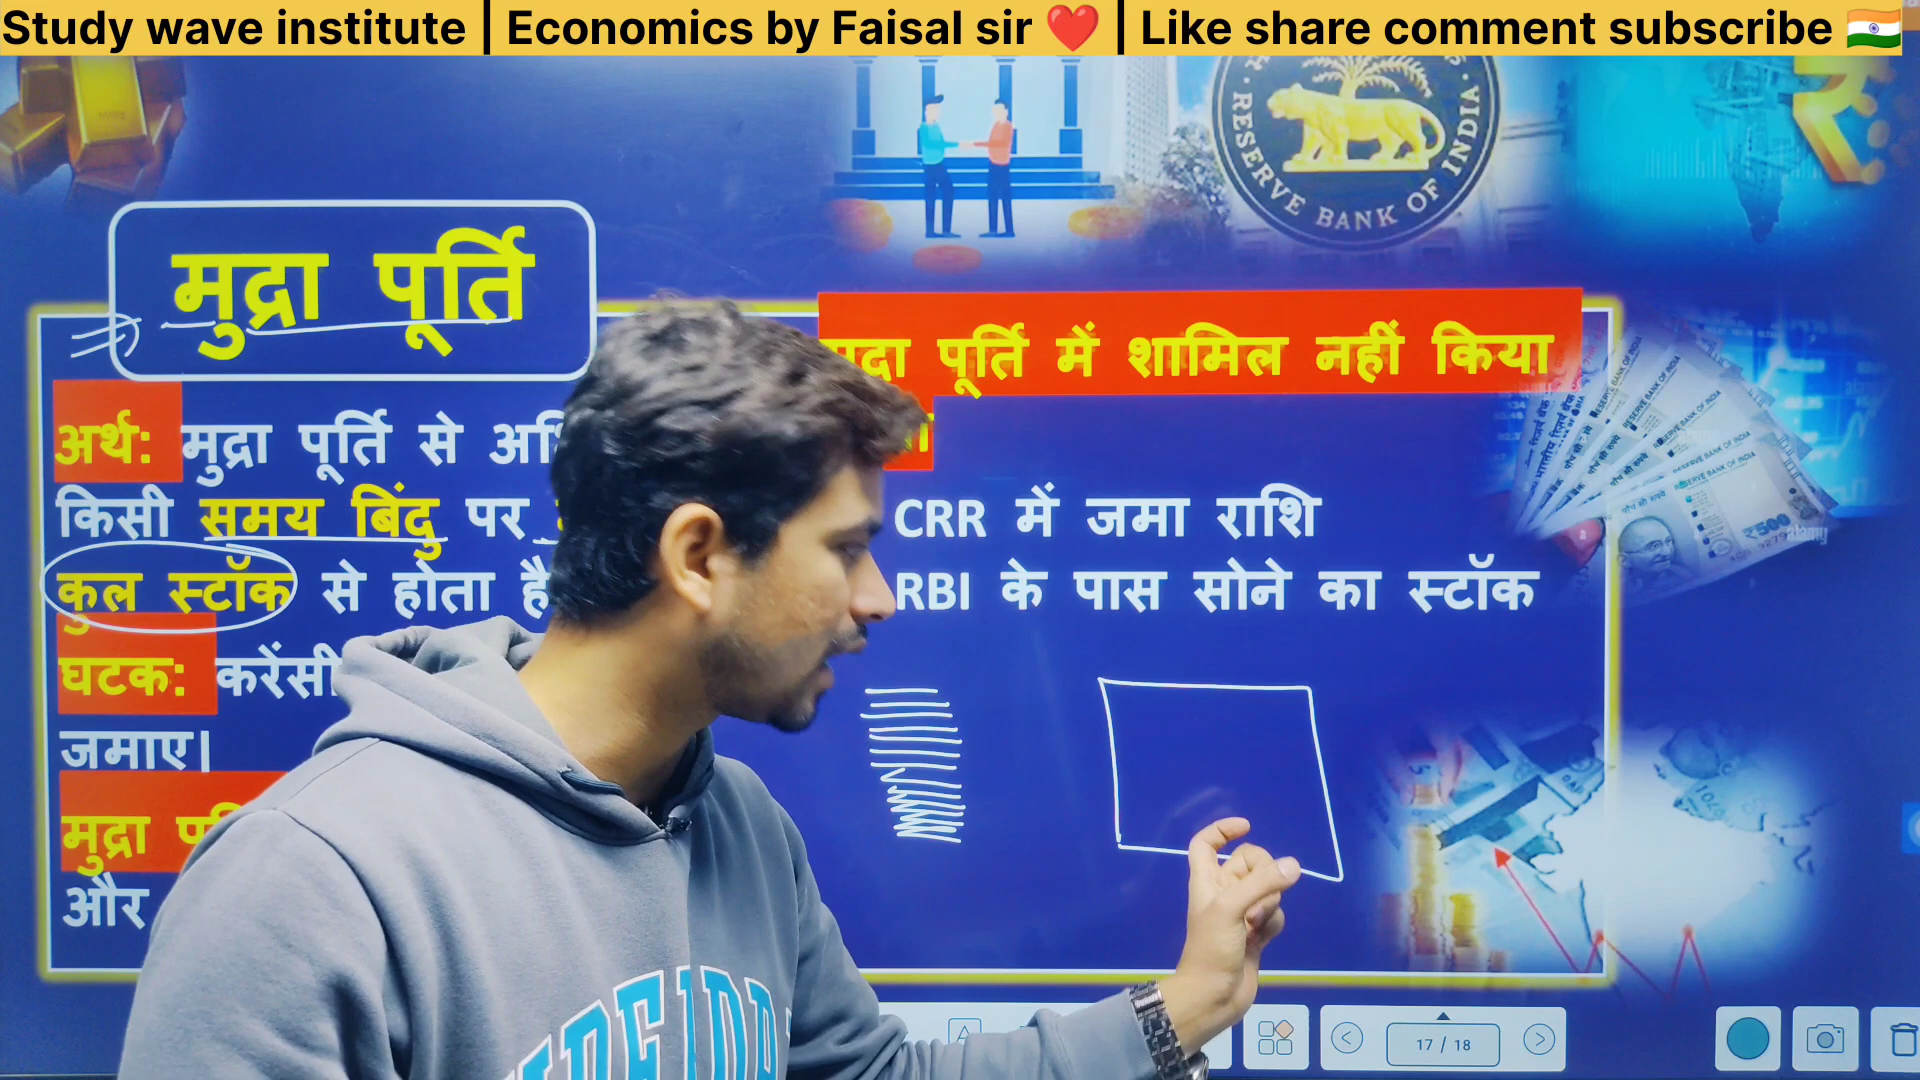 Study wave institute | Economics by Faisal sir ❤️ | Like share comment subscribe 🇮🇳
RESERVE BANK OF INDIA
मुद्रा पूर्ति
पूर्ति में शामिल नहीं किया
अर्थ: मुद्रा पूर्ति से
किसी समय बिंदु पर
कुल स्टॉक से होता है
घटक: करेंसी
जमाए।
मुद्रा
और
CRR में जमा राशि
RBI के पास सोने का स्टॉक
₹500
17 / 18